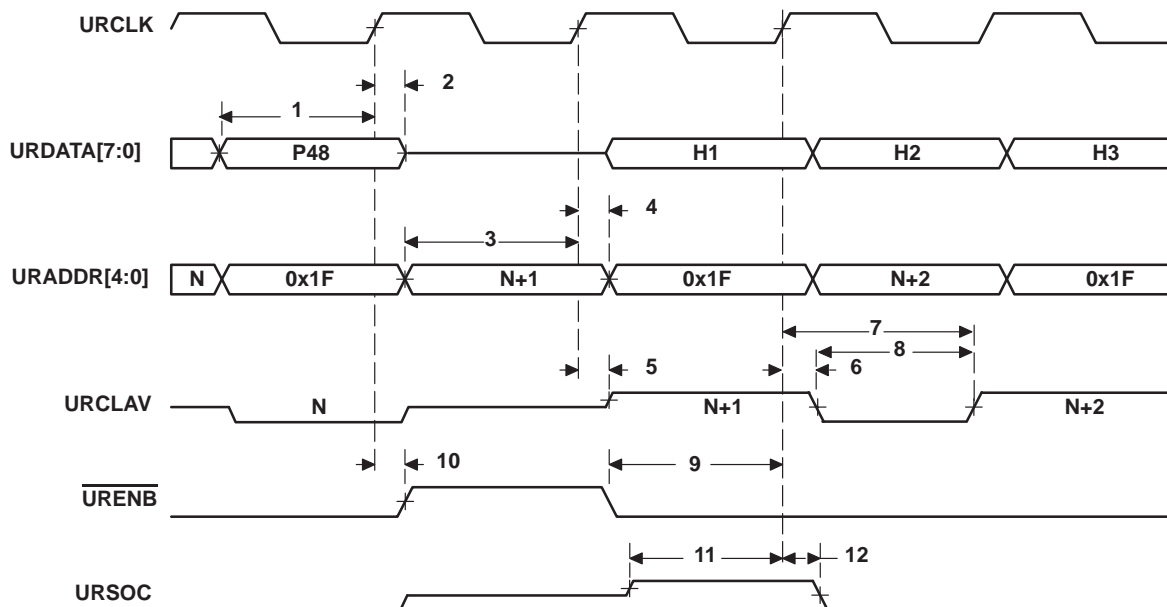 URCLK
1 2
URDATA[7:0] P48 H1 H2 H3
3 4
URADDR[4:0] N 0x1F N+1 0x1F N+2 0x1F
7
8
5 6
URCLAV N N+1 N+2
10 9
URENB
11 12
URSOC